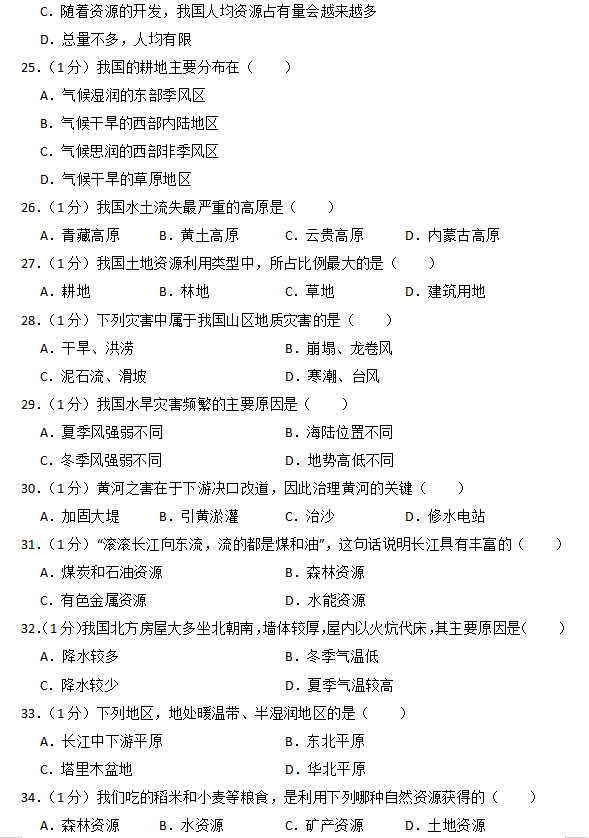 C．随着资源的开发，我国人均资源占有量会越来越多
D．总量不多，人均有限
25.（1分）我国的耕地主要分布在（　　）
A．气候湿润的东部季风区
B．气候干旱的西部内陆地区
C．气候思润的西部非季风区
D．气候干旱的草原地区
26.（1分）我国水土流失最严重的高原是（　　）
A．青藏高原　B．黄土高原　C．云贵高原　D．内蒙古高原
27.（1分）我国土地资源利用类型中，所占比例最大的是（　　）
A．耕地　B．林地　C．草地　D．建筑用地
28.（1分）下列灾害中属于我国山区地质灾害的是（　　）
A．干旱、洪涝　B．崩塌、龙卷风
C．泥石流、滑坡　D．寒潮、台风
29.（1分）我国水旱灾害频繁的主要原因是（　　）
A．夏季风强弱不同　B．海陆位置不同
C．冬季风强弱不同　D．地势高低不同
30.（1分）黄河之害在于下游决口改道，因此治理黄河的关键（　　）
A．加固大堤　B．引黄淤灌　C．治沙　D．修水电站
31.（1分）“滚滚长江向东流，流的都是煤和油”，这句话说明长江具有丰富的（　　）
A．煤炭和石油资源　B．森林资源
C．有色金属资源　D．水能资源
32.（1分）我国北方房屋大多坐北朝南，墙体较厚，屋内以火炕代床，其主要原因是（　　）
A．降水较多　B．冬季气温低
C．降水较少　D．夏季气温较高
33.（1分）下列地区，地处暖温带、半湿润地区的是（　　）
A．长江中下游平原　B．东北平原
C．塔里木盆地　D．华北平原
34.（1分）我们吃的稻米和小麦等粮食，是利用下列哪种自然资源获得的（　　）
A．森林资源　B．水资源　C．矿产资源　D．土地资源